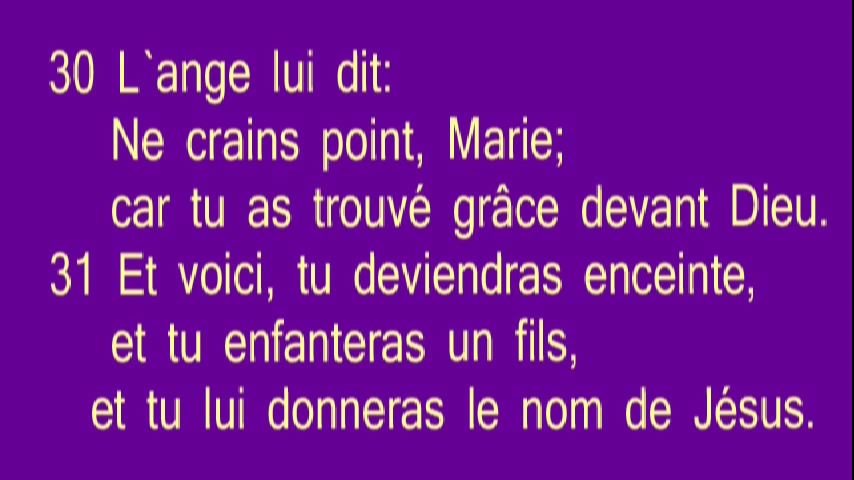 30 L`ange lui dit:
Ne crains point, Marie;
car tu as trouvé grâce devant Dieu.
31 Et voici, tu deviendras enceinte,
et tu enfanteras un fils,
et tu lui donneras le nom de Jésus.